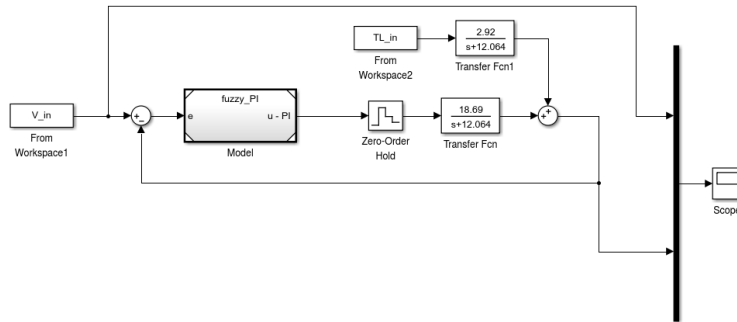 TL_in
2.92
s+12.064
From
Workspace2
Transfer Fcn1
V_in
From
Workspace1
+
−
fuzzy_PI
e
u - PI
Model
Zero-Order
Hold
18.69
s+12.064
Transfer Fcn
+
+
Scope